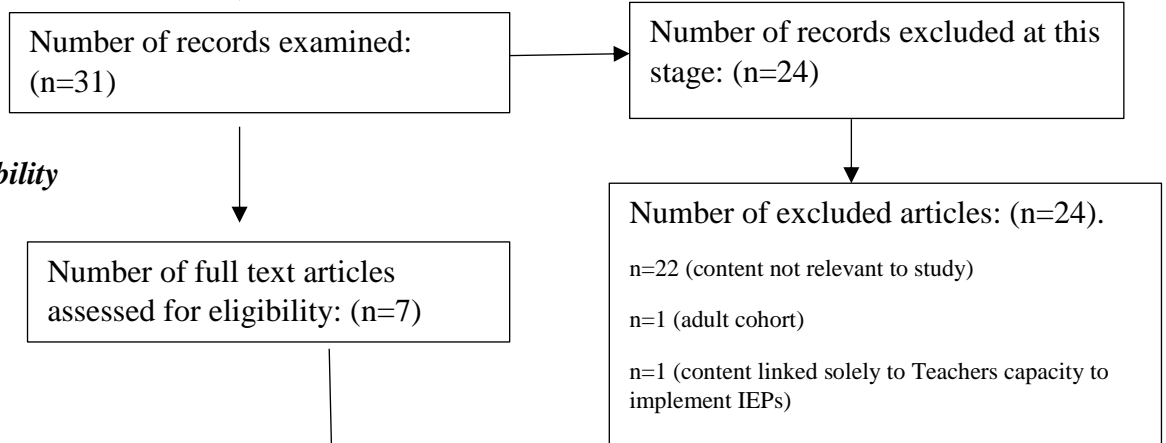 Number of records examined:
(n=31)
Number of records excluded at this
stage: (n=24)
Number of full text articles
assessed for eligibility: (n=7)
Number of excluded articles: (n=24).
n=22 (content not relevant to study)
n=1 (adult cohort)
n=1 (content linked solely to Teachers capacity to
implement IEPs)